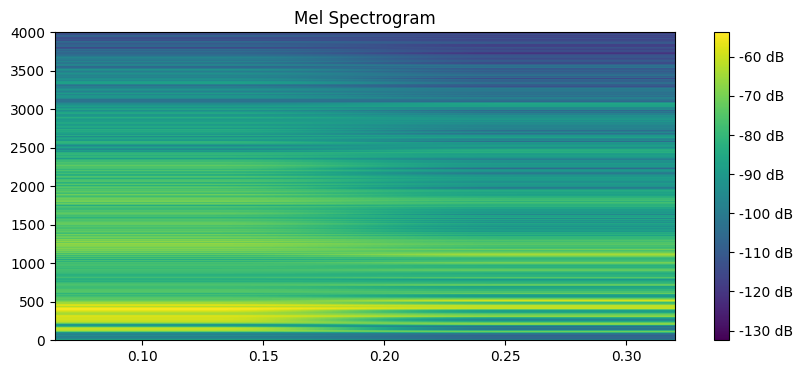 Mel Spectrogram
4000
3500
3000
2500
2000
1500
1000
500
0
0.10 0.15 0.20 0.25 0.30
-60 dB
-70 dB
-80 dB
-90 dB
-100 dB
-110 dB
-120 dB
-130 dB